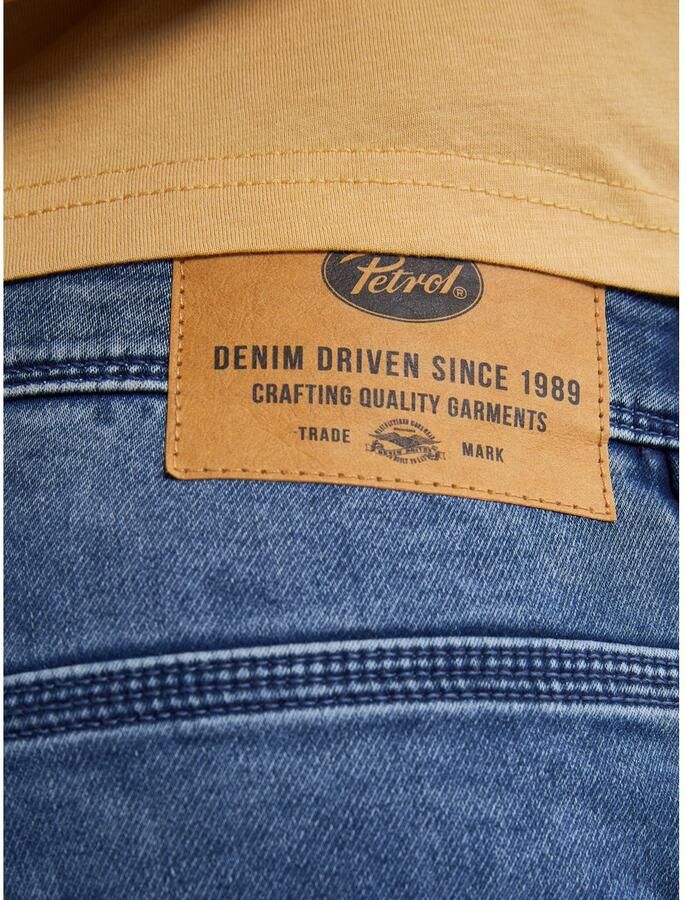 Petrol®
DENIM DRIVEN SINCE 1989
CRAFTING QUALITY GARMENTS
TRADE MARK